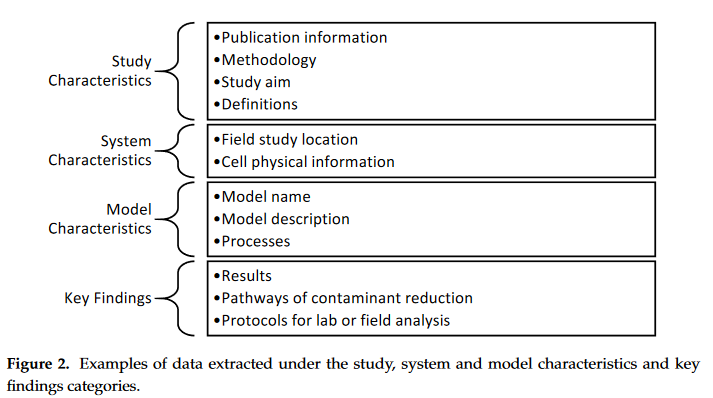 Study
Characteristics
•Publication information
•Methodology
•Study aim
•Definitions
System
Characteristics
•Field study location
•Cell physical information
Model
Characteristics
•Model name
•Model description
•Processes
Key Findings
•Results
•Pathways of contaminant reduction
•Protocols for lab or field analysis
Figure 2. Examples of data extracted under the study, system and model characteristics and key
findings categories.